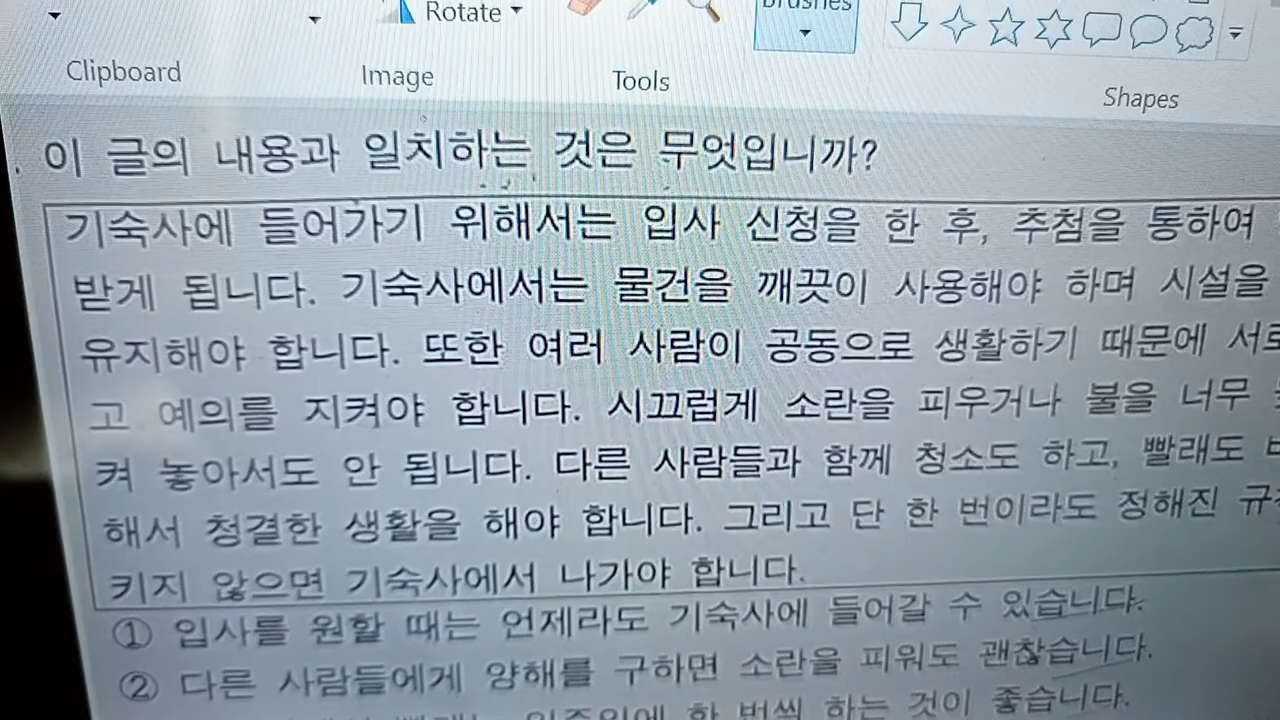 Rotate
Brushes
Clipboard
Image
Tools
Shapes
이 글의 내용과 일치하는 것은 무엇입니까?
기숙사에 들어가기 위해서는 입사 신청을 한 후, 추첨을 통하여
받게 됩니다. 기숙사에서는 물건을 깨끗이 사용해야 하며 시설을
유지해야 합니다. 또한 여러 사람이 공동으로 생활하기 때문에 서로
고 예의를 지켜야 합니다. 시끄럽게 소란을 피우거나 불을 너무
켜 놓아서도 안 됩니다. 다른 사람들과 함께 청소도 하고, 빨래도
해서 청결한 생활을 해야 합니다. 그리고 단 한 번이라도 정해진
키지 않으면 기숙사에서 나가야 합니다.
① 입사를 원할 때는 언제라도 기숙사에 들어갈 수 있습니다.
② 다른 사람들에게 양해를 구하면 소란을 피워도 괜찮습니다.
한 번씩 하는 것이 좋습니다.